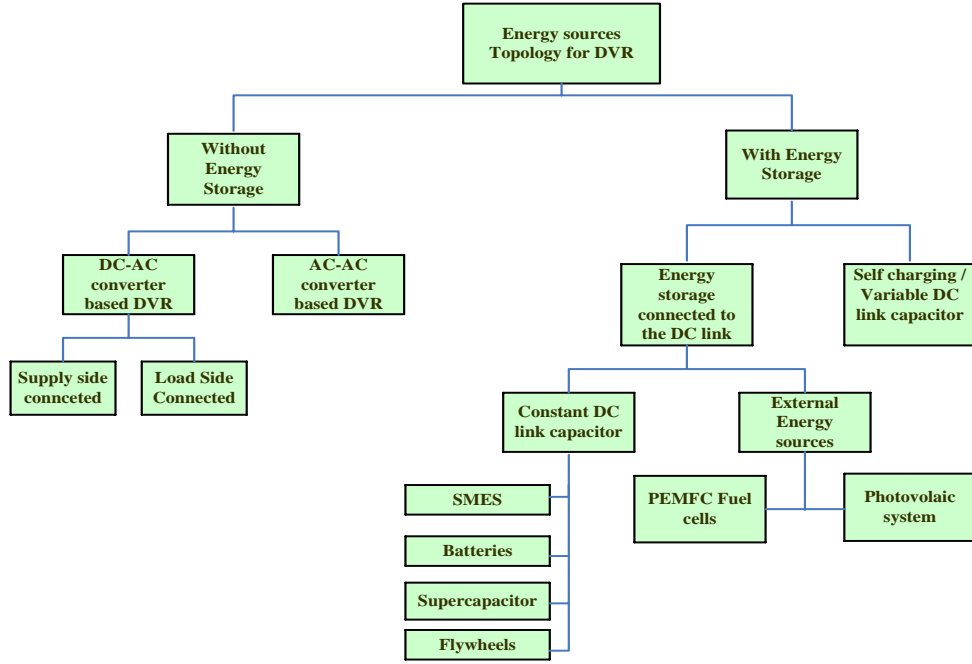 Energy sources
Topology for DVR
Without
Energy
Storage
With Energy
Storage
DC-AC
converter
based DVR
AC-AC
converter
based DVR
Energy
storage
connected to
the DC link
Self charging /
Variable DC
link capacitor
Supply side
connceted
Load Side
Connected
Constant DC
link capacitor
External
Energy
sources
SMES
Batteries
Supercapacitor
Flywheels
PEMFC Fuel
cells
Photovolaic
system